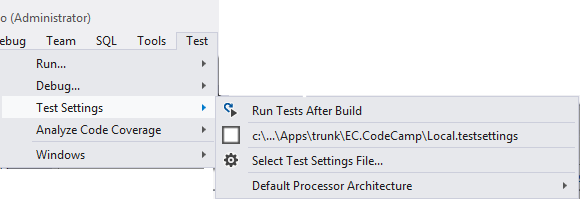 o (Administrator)
ebug Team SQL Tools Test
Run...
Debug...
Test Settings
Analyze Code Coverage
Windows
Run Tests After Build
c:\...\Apps\trunk\EC.CodeCamp\Local.testsettings
Select Test Settings File...
Default Processor Architecture